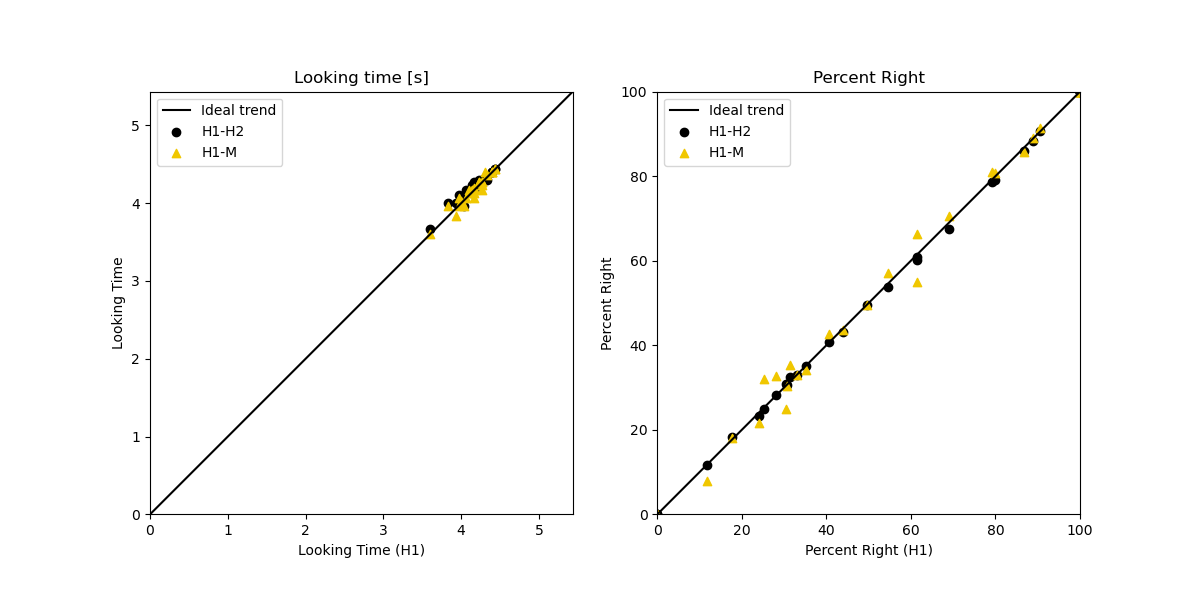 Looking time [s]
Ideal trend
H1-H2
H1-M
5
4
3
2
1
0
0 1 2 3 4 5
Looking Time
Looking Time (H1)
Percent Right
Ideal trend
H1-H2
H1-M
100
80
60
40
20
0
0 20 40 60 80 100
Percent Right
Percent Right (H1)